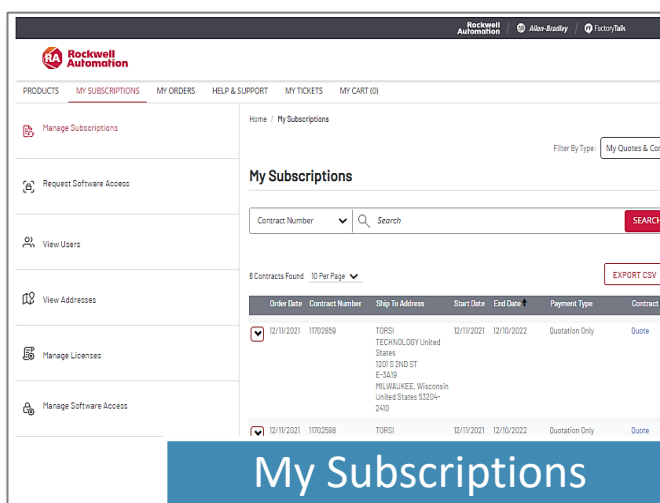 Rockwell Automation Allen-Bradley FactoryTalk
Rockwell
Automation
PRODUCTS MY SUBSCRIPTIONS MY ORDERS HELP & SUPPORT MY TICKETS MY CART (0)
Manage Subscriptions
Request Software Access
View Users
View Addresses
Manage Licenses
Manage Software Access
Home / My Subscriptions
Filter By Type: My Quotes & Con
My Subscriptions
Contract Number Search SEARCH
6 Contracts Found 10 Per Page EXPORT CSV
Order Date Contract Number Ship To Address Start Date End Date Payment Type Contract
12/11/2021 11702859 TORSI 12/11/2021 12/10/2022 Quotation Only Quote
TECHNOLOGY United
States
1201 S 2ND ST
E-3A19
MILWAUKEE, Wisconsin
United States 53204-
2410
12/11/2021 11702598 TORSI 12/11/2021 12/10/2022 Quotation Only Quote
My Subscriptions